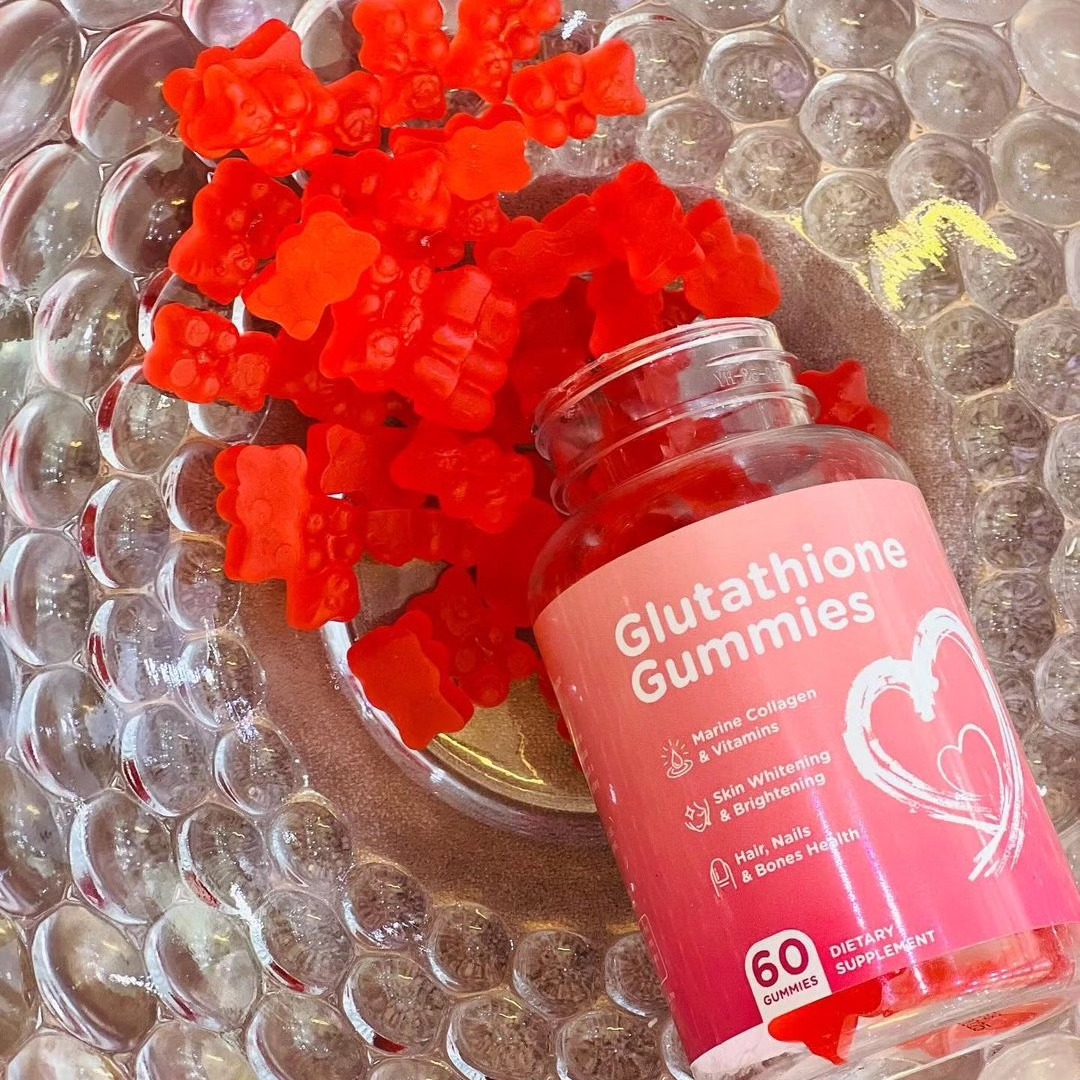 Glutathione
Gummies
Marine Collagen
& Vitamins
Skin Whitening
& Brightening
Hair, Nails
& Bones Health
60
GUMMIES
DIETARY
SUPPLEMENT